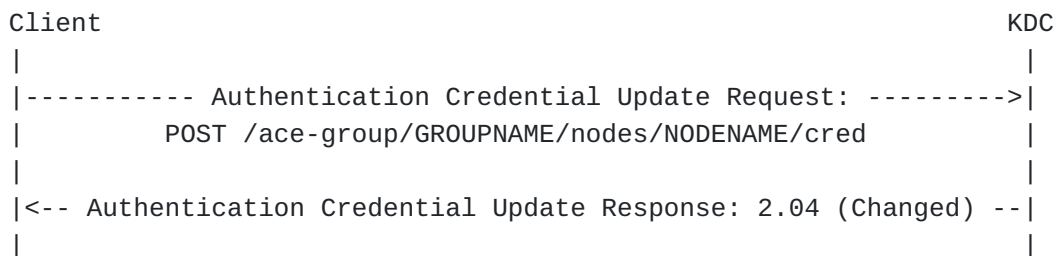 Client                                                         KDC
|                                                               |
|----------- Authentication Credential Update Request: --------->|
|         POST /ace-group/GROUPNAME/nodes/NODENAME/cred         |
|                                                               |
|<-- Authentication Credential Update Response: 2.04 (Changed) --|
|                                                               |